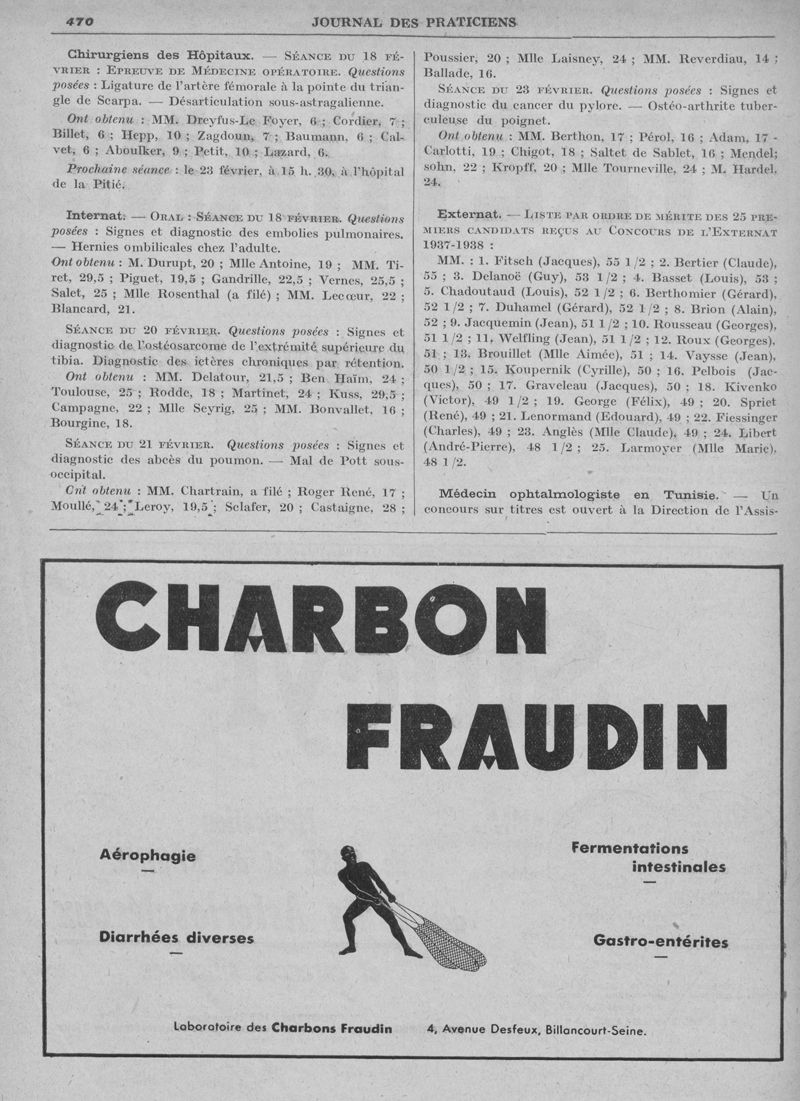 470
JOURNAL DES PRATICIENS
Chirurgiens des Hôpitaux. — SÉANCE DU 18 FÉ-
VRIER : EPREUVE DE MÉDECINE OPÉRATOIRE. Questions
posées : Ligature de l'artère fémorale à la pointe du trian-
gle de Scarpa. — Désarticulation sous-astragalienne.
Ont obtenu : MM. Dreyfus-Le Foyer, 6 ; Cordier, 7 ;
Billet, 6 ; Hepp, 10 ; Zagdoun, 7 ; Baumann, 6 ; Cal-
vet, 6 ; Aboulker, 9 ; Petit, 10 ; Lazard, 6.
Prochaine séance : le 23 février, à 15 h. 30, à l'hôpital
de la Pitié.
Internat. — ORAL : SÉANCE DU 18 FÉVRIER. Questions
posées : Signes et diagnostic des embolies pulmonaires.
— Hernies ombilicales chez l'adulte.
Ont obtenu : M. Durupt, 20 ; Mlle Antoine, 19 ; MM. Ti-
ret, 29,5 ; Piguet, 19,5 ; Gandrille, 22,5 ; Vernes, 25,5 ;
Salet, 25 ; Mlle Rosenthal (a filé) ; MM. Lecœur, 22 ;
Blancard, 21.
SÉANCE DU 20 FÉVRIER. Questions posées : Signes et
diagnostic de l'ostéosarcome de l'extrémité supérieure du
tibia. Diagnostic des ictères chroniques par rétention.
Ont obtenu : MM. Delatour, 21,5 ; Ben Haïm, 24 ;
Toulouse, 25 ; Rodde, 18 ; Martinet, 24 ; Kuss, 29,5 ;
Campagne, 22 ; Mlle Seyrig, 25 ; MM. Bonvallet, 16 ;
Bourgine, 18.
SÉANCE DU 21 FÉVRIER. Questions posées : Signes et
diagnostic des abcès du poumon. — Mal de Pott sous-
occipital.
Ont obtenu : MM. Chartrain, a filé ; Roger René, 17 ;
Moullé, 24 ; Leroy, 19,5 ; Sclafer, 20 ; Castaigne, 28 ;
Poussier, 20 ; Mlle Laisney, 24 ; MM. Reverdiau, 14 ;
Ballade, 16.
SÉANCE DU 23 FÉVRIER. Questions posées : Signes et
diagnostic du cancer du pylore. — Ostéo-arthrite tuber-
culeuse du poignet.
Ont obtenu : MM. Berthon, 17 ; Pérol, 16 ; Adam, 17 -
Carlotti, 19 ; Chigot, 18 ; Saltet de Sablet, 16 ; Mendel;
sohn, 22 ; Kropff, 20 ; Mlle Tourneville, 24 ; M. Hardel,
24.
Externat. — LISTE PAR ORDRE DE MÉRITE DES 25 PRE-
MIERS CANDIDATS REÇUS AU CONCOURS DE L'EXTERNAT
1937-1938 :
MM. : 1. Fitsch (Jacques), 55 1/2 ; 2. Bertier (Claude),
55 ; 3. Delanoë (Guy), 53 1/2 ; 4. Basset (Louis), 53 ;
5. Chadoutaud (Louis), 52 1/2 ; 6. Berthomier (Gérard),
52 1/2 ; 7. Duhamel (Gérard), 52 1/2 ; 8. Brion (Alain),
52 ; 9. Jacquemin (Jean), 51 1/2 ; 10. Rousseau (Georges),
51 1/2 ; 11, Welfling (Jean), 51 1/2 ; 12. Roux (Georges),
51 ; 13. Brouillet (Mlle Aimée), 51 ; 14. Vaysse (Jean),
50 1/2 ; 15. Koupernik (Cyrille), 50 ; 16. Pelbois (Jac-
ques), 50 ; 17. Graveleau (Jacques), 50 ; 18. Kivenko
(Victor), 49 1/2 ; 19. George (Félix), 49 ; 20. Spriet
(René), 49 ; 21. Lenormand (Edouard), 49 ; 22. Fiessinger
(Charles), 49 ; 23. Anglès (Mlle Claude), 49 ; 24. Libert
(André-Pierre), 48 1/2 ; 25. Larmoyer (Mlle Marie),
48 1/2.
Médecin ophtalmologiste en Tunisie. — Un
concours sur titres est ouvert à la Direction de l'Assis-
CHARBON
FRAUDIN
Aérophagie
Fermentations
intestinales
Diarrhées diverses
Gastro-entérites
Laboratoire des Charbons Fraudin 4, Avenue Desfeux, Billancourt-Seine.